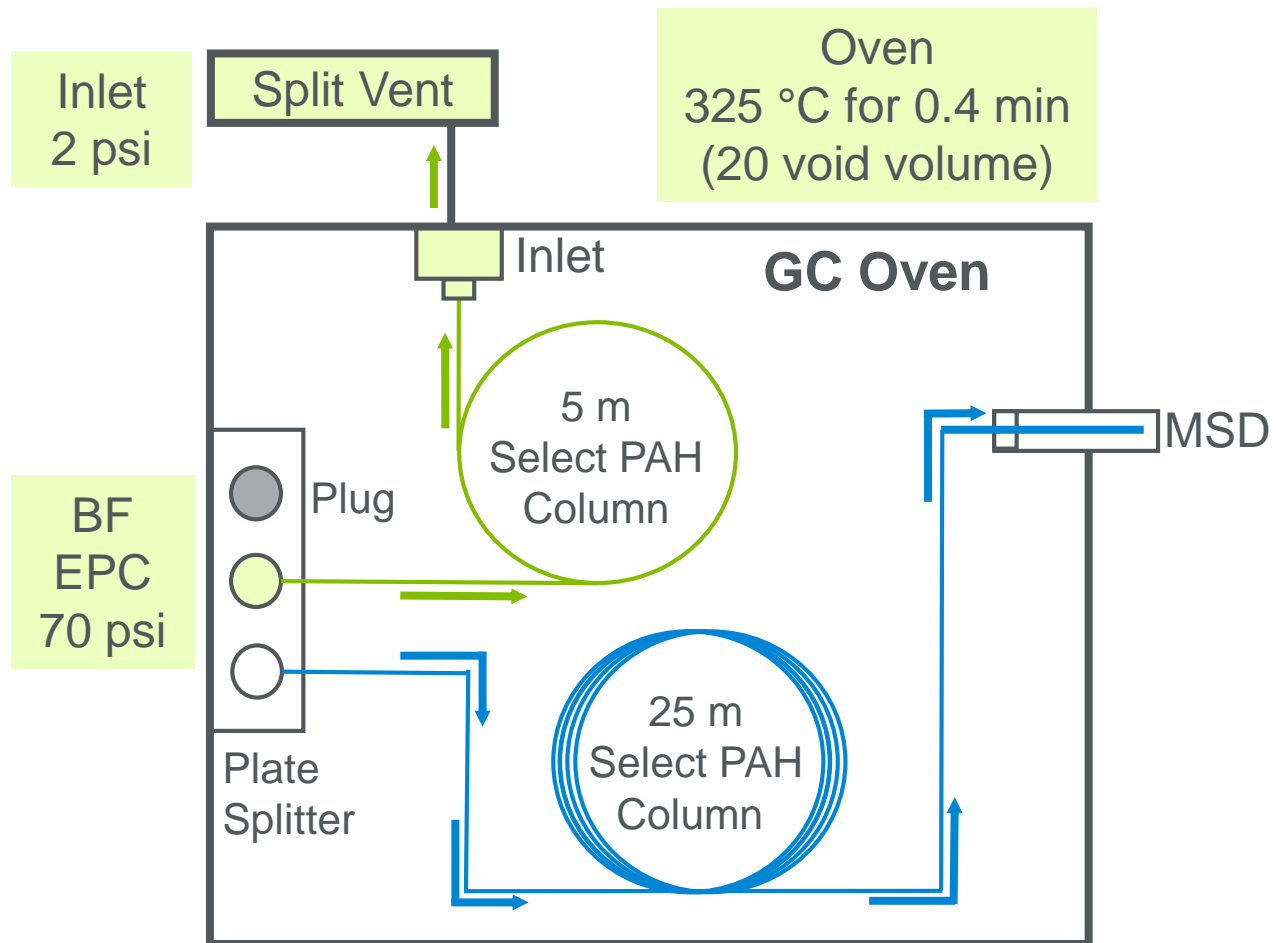 Inlet
2 psi
Split Vent
Oven
325 °C for 0.4 min
(20 void volume)
Inlet
GC Oven
5 m
Select PAH
Column
MSD
Plug
BF
EPC
70 psi
25 m
Select PAH
Column
Plate
Splitter